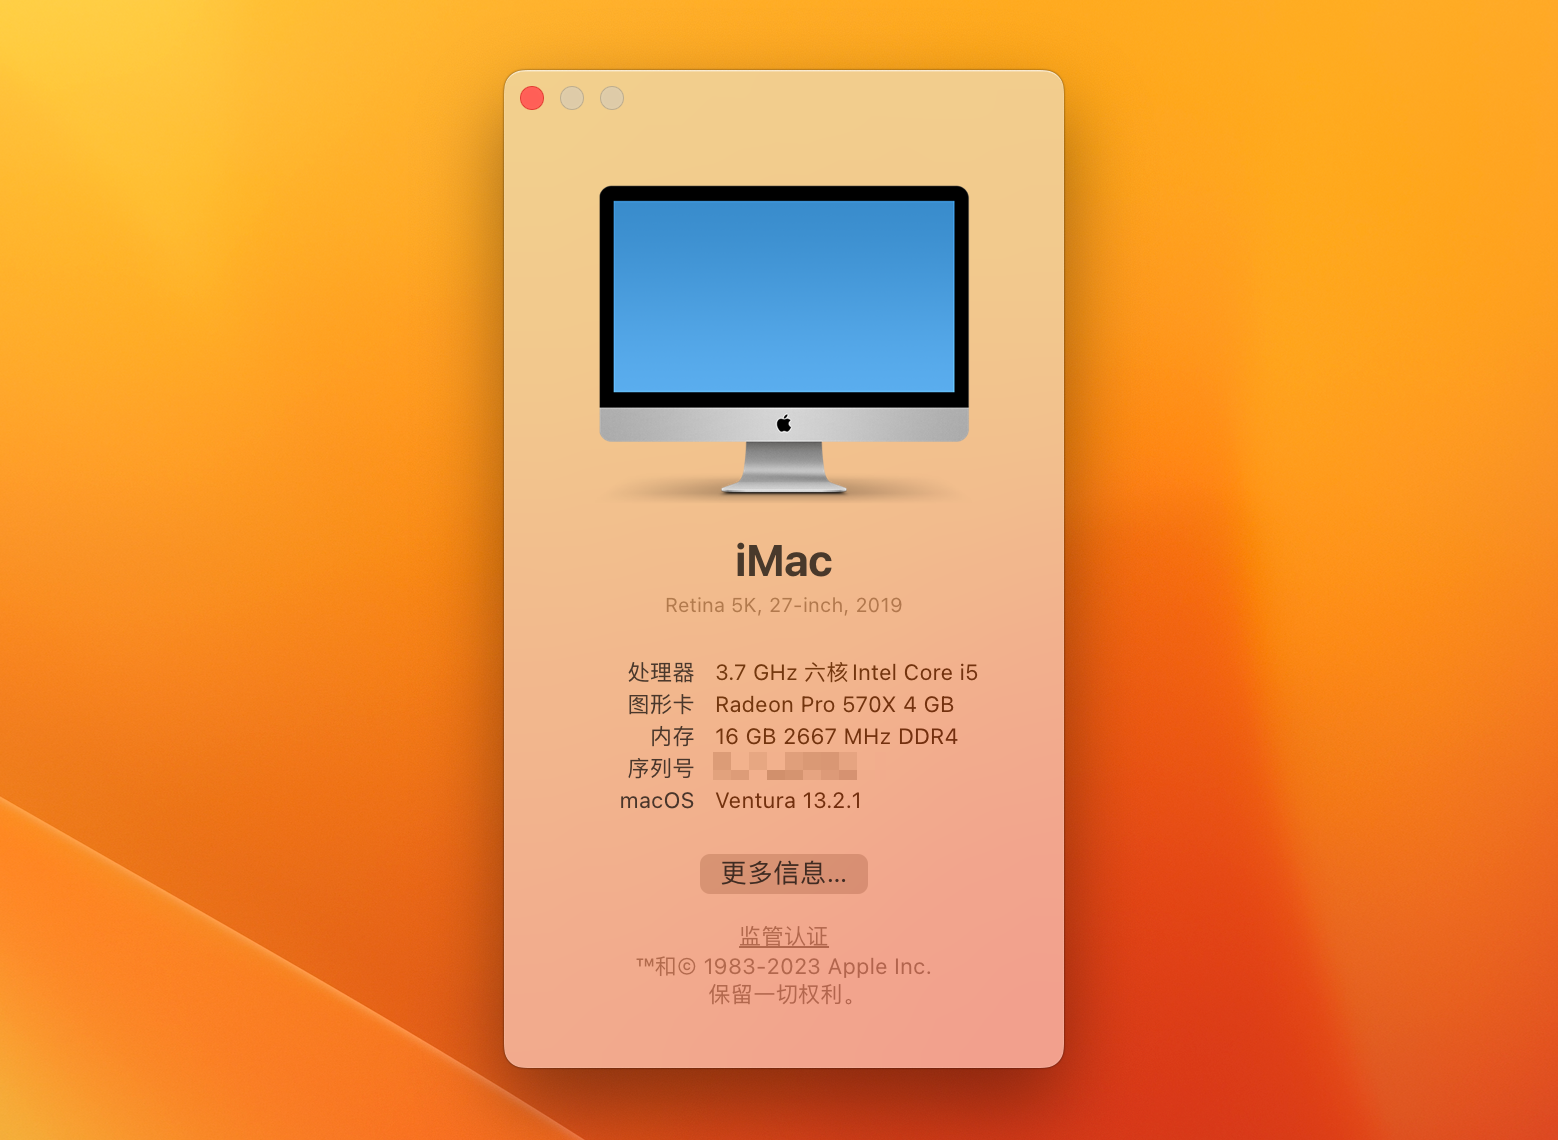 iMac
Retina 5K, 27-inch, 2019
处理器 3.7 GHz 六核Intel Core i5
图形卡 Radeon Pro 570X 4 GB
内存 16 GB 2667 MHz DDR4
序列号
macOS Ventura 13.2.1
更多信息...
监管认证
™和© 1983-2023 Apple Inc.
保留一切权利。